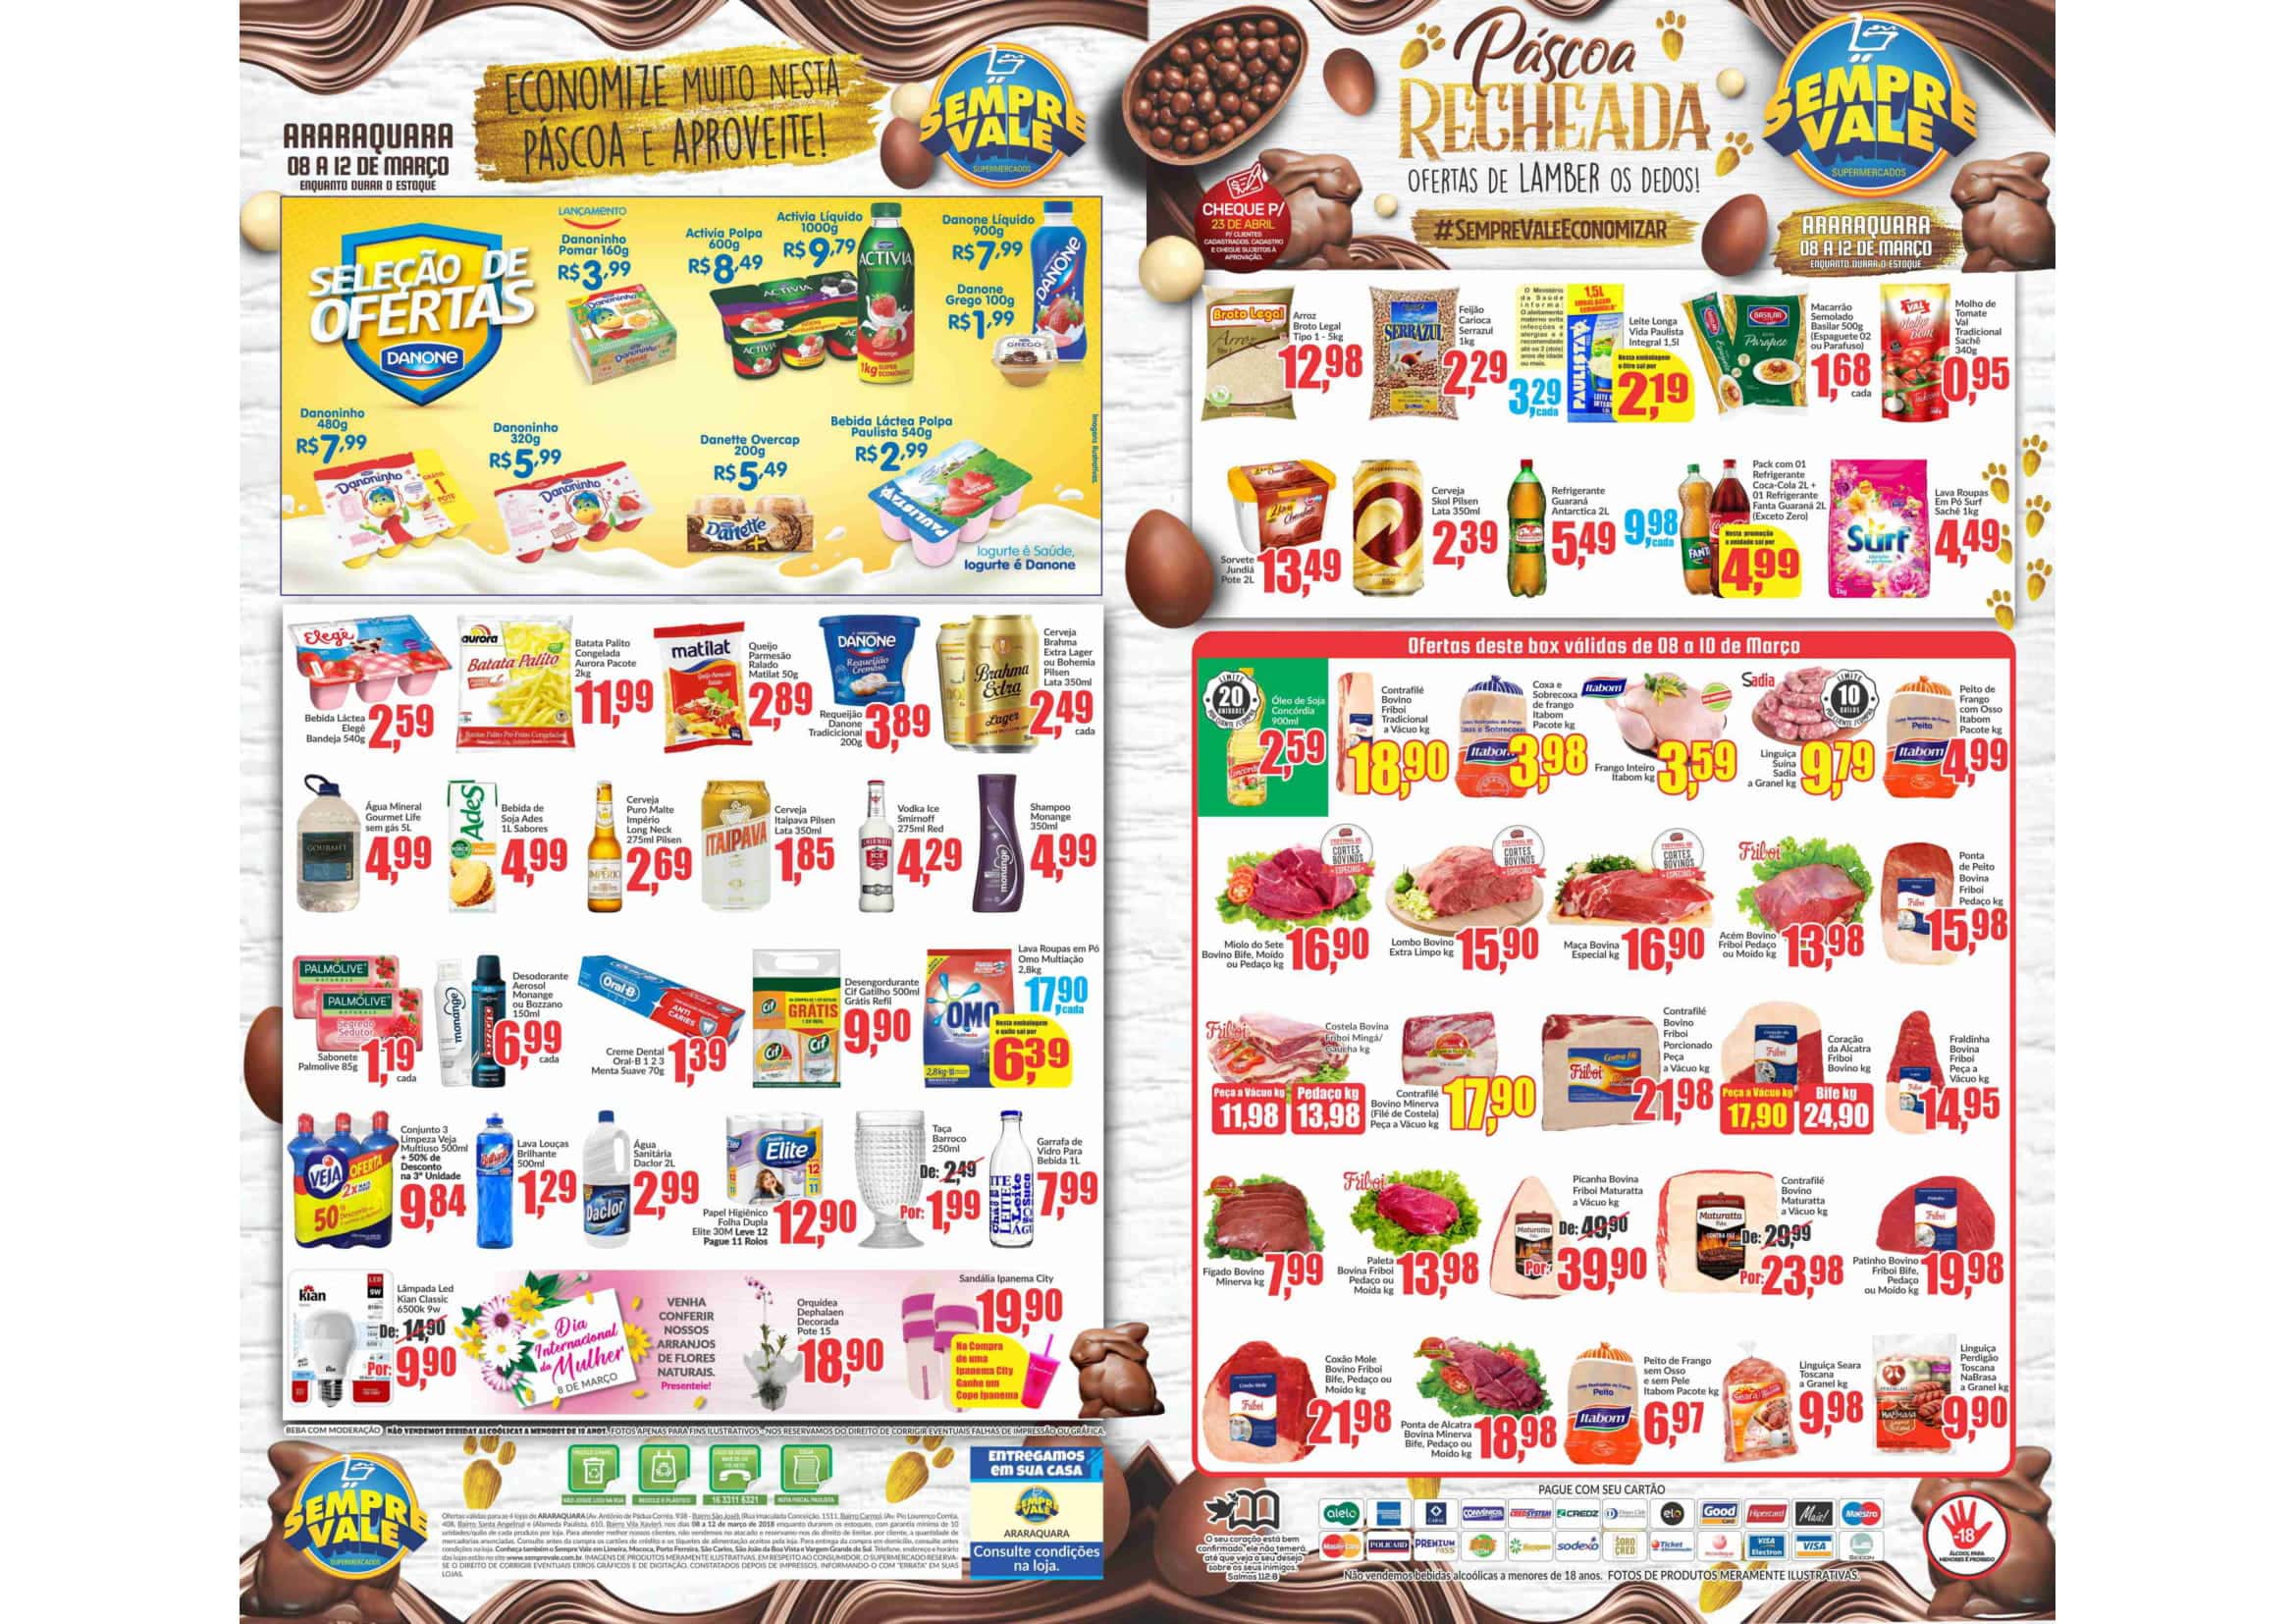 ARARAQUARA
08 A 12 DE MARÇO
ENQUANTO DURAR O ESTOQUE
ECONOMIZE MUITO NESTA
PÁSCOA E APROVEITE!
SEMPRE
VALE
SUPERMERCADOS
SELEÇÃO DE
OFERTAS
DANONE
LANÇAMENTO
Danoninho
Pomar 160g
R$3,99
Activia Polpa
600g
R$8,49
Activia Líquido
1000g
R$9,79
Danone Líquido
900g
R$7,99
Danone
Grego 100g
R$1,99
Danoninho
480g
R$7,99
Danoninho
320g
R$5,99
Danette Overcap
200g
R$5,49
Bebida Láctea Polpa
Paulista 540g
R$2,99
Iogurte é Saúde,
Iogurte é Danone
Imagens ilustrativas.
Bebida Láctea
Elegê
Bandeja 540g
2,59
Batata Palito
Congelada
Aurora Pacote
2kg
11,99
Queijo
Parmesão
Ralado
Matilat 50g
2,89
Requeijão
Danone
Tradicicional
200g
3,89
Cerveja
Brahma
Extra Lager
ou Bohemia
Pilsen
Lata 350ml
2,49
cada
Água Mineral
Gourmet Life
sem gás 5L
4,99
Bebida de
Soja Ades
1L Sabores
4,99
Cerveja
Puro Malte
Império
Long Neck
275ml Pilsen
2,69
Cerveja
Itaipava Pilsen
Lata 350ml
1,85
Vodka Ice
Smirnoff
275ml Red
4,29
Shampoo
Monange
350ml
4,99
Sabonete
Palmolive 85g
1,19
cada
Desodorante
Aerosol
Monange
ou Bozzano
150ml
6,99
cada
Creme Dental
Oral-B 1 2 3
Menta Suave 70g
1,39
Desengordurante
Cif Gatilho 500ml
Grátis Refil
9,90
Lava Roupas em Pó
Omo Multiação
2,8kg
17,90
cada
Nesta embalagem
o quilo sai por
6,39
Conjunto 3
Limpeza Veja
Multiuso 500ml
+ 50% de
Desconto
na 3ª Unidade
9,84
Lava Louças
Brilhante
500ml
1,29
Água
Sanitária
Daclor 2L
2,99
Papel Higiênico
Folha Dupla
Elite 30M Leve 12
Pague 11 Rolos
12,90
Taça
Barroco
250ml
De: 2,49
Por: 1,99
Garrafa de
Vidro Para
Bebida 1L
7,99
Lâmpada Led
Kian Classic
6500k 9w
De: 14,90
Por: 9,90
Dia
Internacional
da Mulher
8 DE MARÇO
VENHA
CONFERIR
NOSSOS
ARRANJOS
DE FLORES
NATURAIS.
Presenteie!
Orquídea
Dephalaen
Decorada
Pote 15
18,90
Sandália Ipanema City
19,90
Na Compra
de uma
Ipanema City
Ganhe um
Copo Ipanema
BEBA COM MODERAÇÃO NÃO VENDEMOS BEBIDAS ALCOÓLICAS A MENORES DE 18 ANOS. FOTOS APENAS PARA FINS ILUSTRATIVOS. NOS RESERVAMOS DO DIREITO DE CORRIGIR EVENTUAIS FALHAS DE IMPRESSÃO OU GRÁFICA.
SEMPRE
VALE
SUPERMERCADOS
NÃO JOGUE LIXO NA RUA
RECICLE O PLÁSTICO
16 3311 6321
NOTA FISCAL PAULISTA
ENTREGAMOS
EM SUA CASA
SEMPRE
VALE
ARARAQUARA
Consulte condições
na loja.
Páscoa
RECHEADA
OFERTAS DE LAMBER OS DEDOS!
#SEMPREVALEECONOMIZAR
CHEQUE P/
23 DE ABRIL
P/ CLIENTES
CADASTRADOS. CADASTRO
E CHEQUE SUJEITOS À
APROVAÇÃO.
SEMPRE
VALE
SUPERMERCADOS
ARARAQUARA
08 A 12 DE MARÇO
ENQUANTO DURAR O ESTOQUE
Arroz
Broto Legal
Tipo 1 - 5kg
12,98
Feijão
Carioca
Serrazul
1kg
2,29
O Ministério
da Saúde
informa:
O aleitamento
materno evita
infecções e
alergias e é
recomendado
até os 2 (dois)
anos de idade
ou mais.
3,29
cada
Leite Longa
Vida Paulista
Integral 1,5l
Nesta embalagem
o litro sai por
2,19
Macarrão
Semolado
Basilar 500g
(Espaguete 02
ou Parafuso)
1,68
cada
Molho de
Tomate
Val
Tradicional
Sachê
340g
0,95
Sorvete
Jundiá
Pote 2L
13,49
Cerveja
Skol Pilsen
Lata 350ml
2,39
Refrigerante
Guaraná
Antarctica 2L
5,49
9,98
cada
Pack com 01
Refrigerante
Coca-Cola 2L +
01 Refrigerante
Fanta Guaraná 2L
(Exceto Zero)
Nesta promoção
a unidade sai por
4,99
Lava Roupas
Em Pó Surf
Sachê 1kg
4,49
Ofertas deste box válidas de 08 a 10 de Março
LIMITE
20
UNIDADES
Óleo de Soja
Concórdia
900ml
2,59
Contrafilé
Bovino
Friboi
Tradicional
a Vácuo kg
18,90
Coxa e
Sobrecoxa
de frango
Itabom
Pacote kg
3,98
Frango Inteiro
Itabom kg
3,59
Sadia
LIMITE
10
QUILOS
Linguiça
Suína
Sadia
a Granel kg
9,79
Peito de
Frango
com Osso
Itabom
Pacote kg
4,99
Miolo do Sete
Bovino Bife, Moído
ou Pedaço kg
16,90
Lombo Bovino
Extra Limpo kg
15,90
Maça Bovina
Especial kg
16,90
Acém Bovino
Friboi Pedaço
ou Moído kg
13,98
Ponta
de Peito
Bovina
Friboi
Pedaço kg
15,98
Costela Bovina
Friboi Mingá/
Gaúcha kg
Peça a Vácuo kg
11,98
Pedaço kg
13,98
Contrafilé
Bovino Minerva
(Filé de Costela)
Peça a Vácuo kg
17,90
Contrafilé
Bovino
Friboi
Porcionado
Peça
a Vácuo kg
21,98
Coração
da Alcatra
Friboi
Bovino kg
Peça a Vácuo kg
17,90
Bife kg
24,90
Fraldinha
Bovina
Friboi
Peça a
Vácuo kg
14,95
Fígado Bovino
Minerva kg
7,99
Paleta
Bovina Friboi
Pedaço ou
Moída kg
13,98
Picanha Bovina
Friboi Maturatta
a Vácuo kg
De: 49,90
Por: 39,90
Contrafilé
Bovino
Maturatta
a Vácuo kg
De: 29,99
Por: 23,98
Patinho Bovino
Friboi Bife,
Pedaço
ou Moído kg
19,98
Coxão Mole
Bovino Friboi
Bife, Pedaço ou
Moído kg
21,98
Ponta de Alcatra
Bovina Minerva
Bife, Pedaço ou
Moído kg
18,98
Peito de Frango
sem Osso
e sem Pele
Itabom Pacote kg
6,97
Linguiça Seara
Toscana
a Granel kg
9,98
Linguiça
Perdigão
Toscana
NaBrasa
a Granel kg
9,90
O seu coração está bem
confirmado, ele não temerá,
até que veja o seu desejo
sobre os seus inimigos.
Salmos 112:8
PAGUE COM SEU CARTÃO
-18
ÁLCOOL PARA
MENORES É PROIBIDO
Não vendemos bebidas alcoólicas a menores de 18 anos. FOTOS DE PRODUTOS MERAMENTE ILUSTRATIVAS.